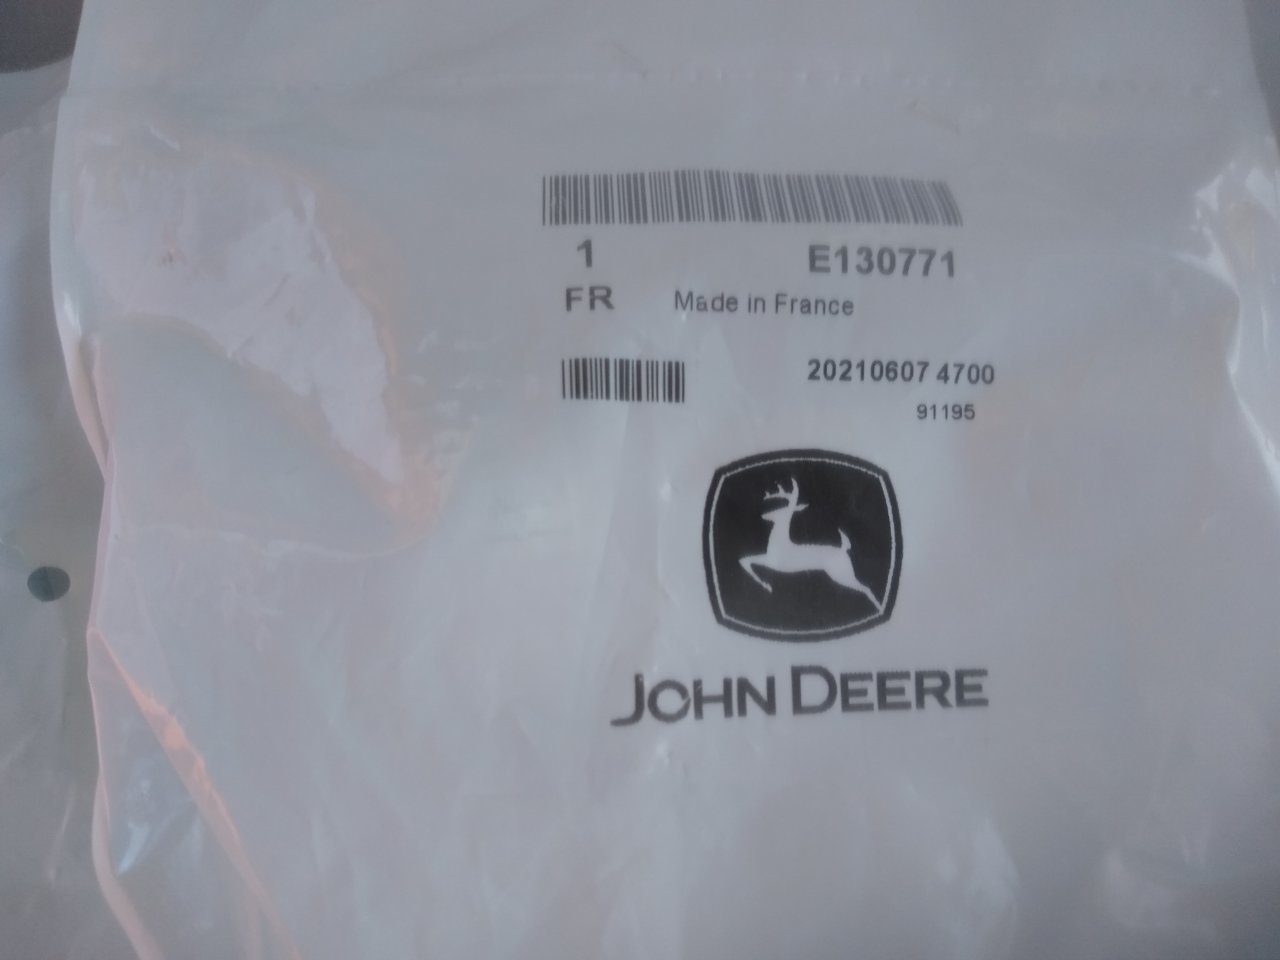 1 E130771
FR Made in France
20210607 4700
91195
JOHN DEERE